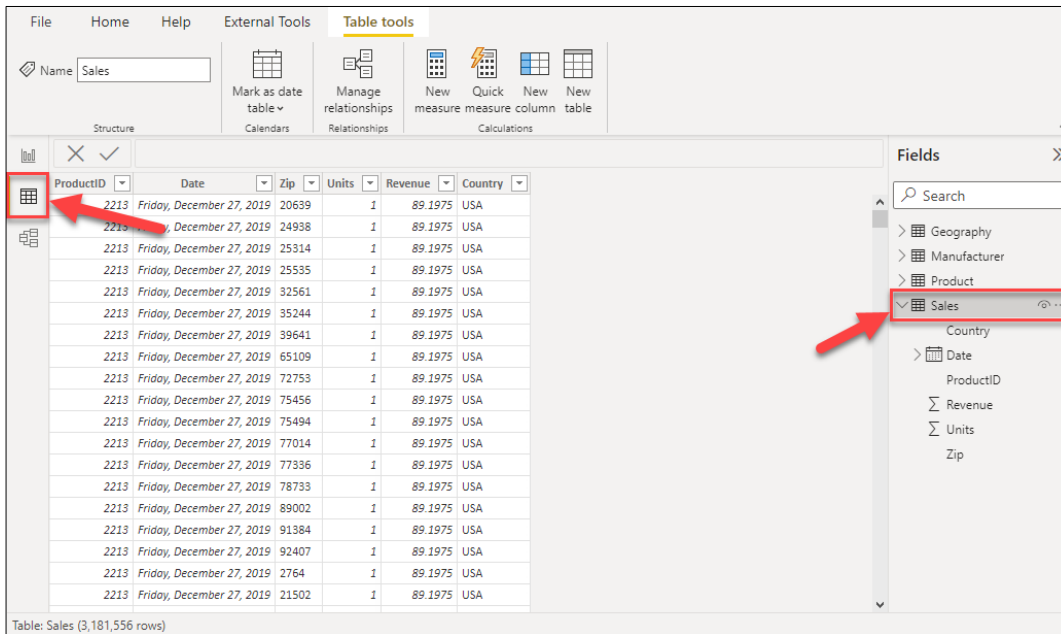 File Home Help External Tools Table tools
Name Sales
Mark as date
table
Manage
relationships
New
measure
Quick
measure
New
column
New
table
Structure Calendars Relationships Calculations
Fields
Search
Geography
Manufacturer
Product
Sales
Country
Date
ProductID
Σ Revenue
Σ Units
Zip
ProductID Date Zip Units Revenue Country
2213 Friday, December 27, 2019 20639 1 89.1975 USA
2213 December 27, 2019 24938 1 89.1975 USA
2213 Friday, December 27, 2019 25314 1 89.1975 USA
2213 Friday, December 27, 2019 25535 1 89.1975 USA
2213 Friday, December 27, 2019 32561 1 89.1975 USA
2213 Friday, December 27, 2019 35244 1 89.1975 USA
2213 Friday, December 27, 2019 39641 1 89.1975 USA
2213 Friday, December 27, 2019 65109 1 89.1975 USA
2213 Friday, December 27, 2019 72753 1 89.1975 USA
2213 Friday, December 27, 2019 75456 1 89.1975 USA
2213 Friday, December 27, 2019 75494 1 89.1975 USA
2213 Friday, December 27, 2019 77014 1 89.1975 USA
2213 Friday, December 27, 2019 77336 1 89.1975 USA
2213 Friday, December 27, 2019 78733 1 89.1975 USA
2213 Friday, December 27, 2019 89002 1 89.1975 USA
2213 Friday, December 27, 2019 91384 1 89.1975 USA
2213 Friday, December 27, 2019 92407 1 89.1975 USA
2213 Friday, December 27, 2019 2764 1 89.1975 USA
2213 Friday, December 27, 2019 21502 1 89.1975 USA
Table: Sales (3,181,556 rows)